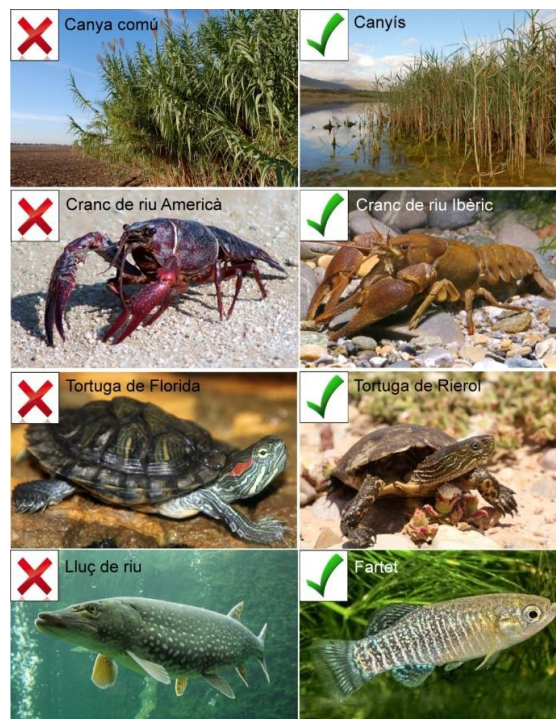 Canya comú
Canyís
Cranc de riu Americà
Cranc de riu Ibèric
Tortuga de Florida
Tortuga de Rierol
Lluç de riu
Fartet